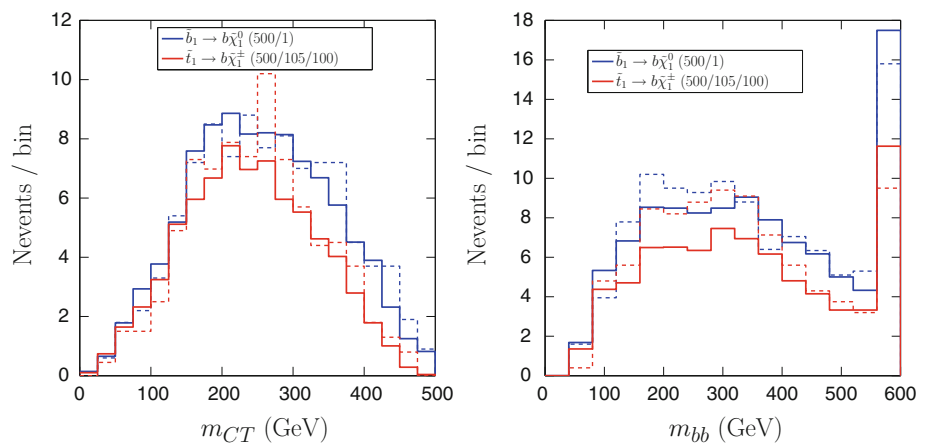 12
10
8
6
4
2
0
Nevents / bin
b̃₁ → bχ̃₁⁰ (500/1)
t̃₁ → bχ̃₁± (500/105/100)
0 100 200 300 400 500
m_CT (GeV)
18
16
14
12
10
8
6
4
2
0
Nevents / bin
b̃₁ → bχ̃₁⁰ (500/1)
t̃₁ → bχ̃₁± (500/105/100)
0 100 200 300 400 500 600
m_bb (GeV)